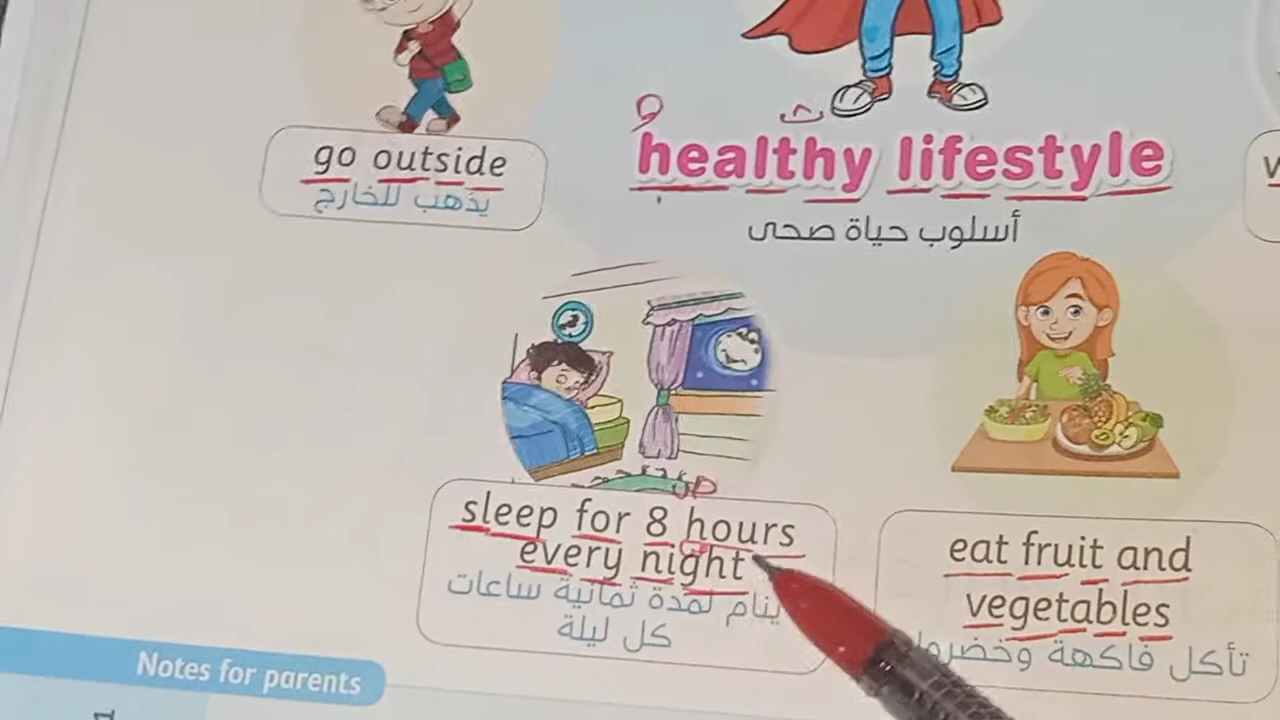 go outside
يذهب للخارج
healthy lifestyle
أسلوب حياة صحى
sleep for 8 hours
every night
ينام لمدة ثمانية ساعات
كل ليلة
eat fruit and
vegetables
تأكل فاكهة
Notes for parents